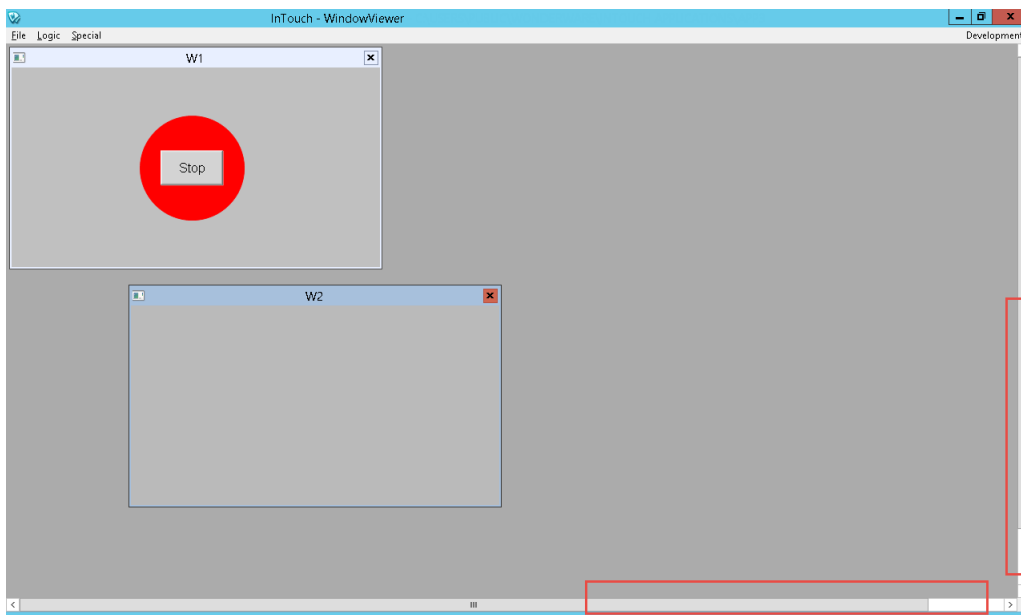 InTouch - WindowViewer
File Logic Special Development
W1
Stop
W2